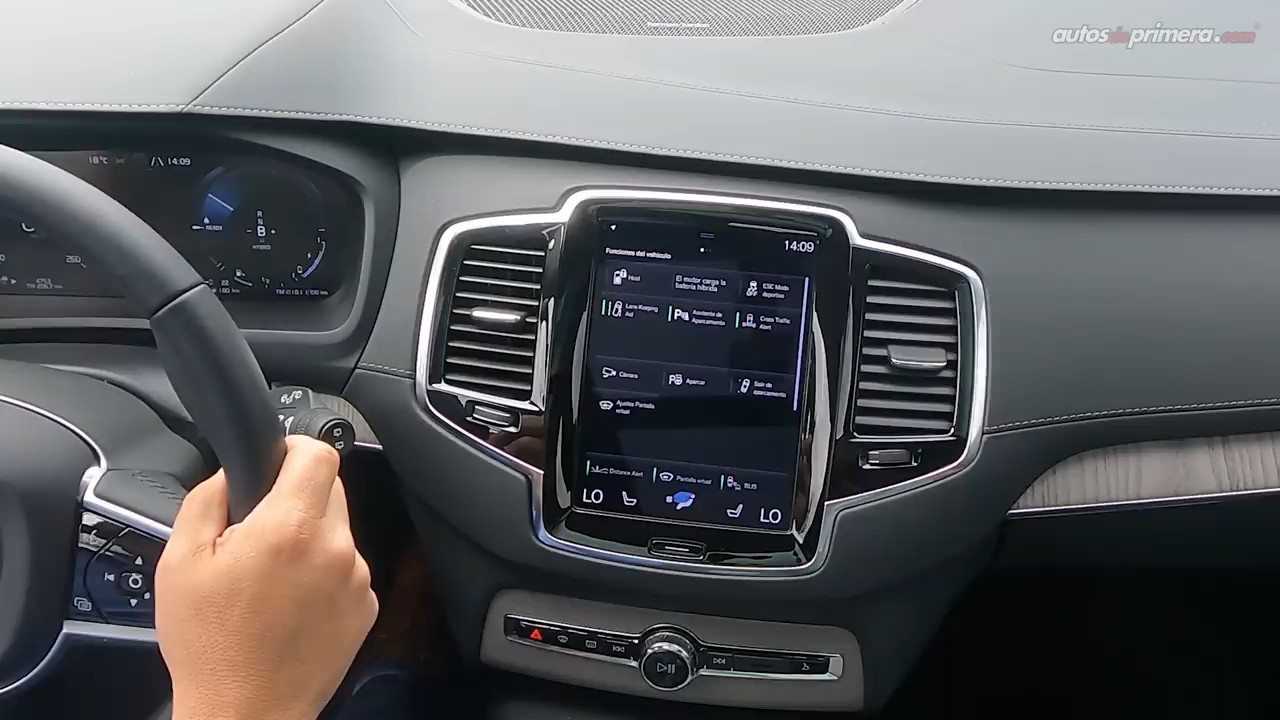 autosdeprimera.com
18°C
14:09
READY
R
N
B
HYBRID
260
14:09
Funciones del vehículo
Hold
El motor carga la
batería híbrida
ESC Modo
deportivo
Lane Keeping
Aid
Asistente de
Aparcamiento
Cross Traffic
Alert
Cámara
Aparcar
Salir de
aparcamiento
Ajustes Pantalla
virtual
Distance Alert
Pantalla virtual
BLIS
LO
LO